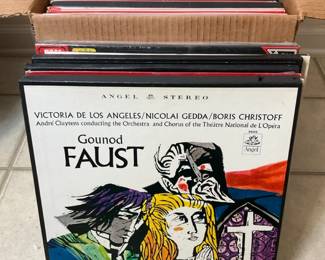 ANGEL STEREO
VICTORIA DE LOS ANGELES/NICOLAI GEDDA/BORIS CHRISTOFF
André Cluytens conducting the Orchestra and Chorus of the Théâtre National de L'Opéra
Angel
Gounod
FAUST